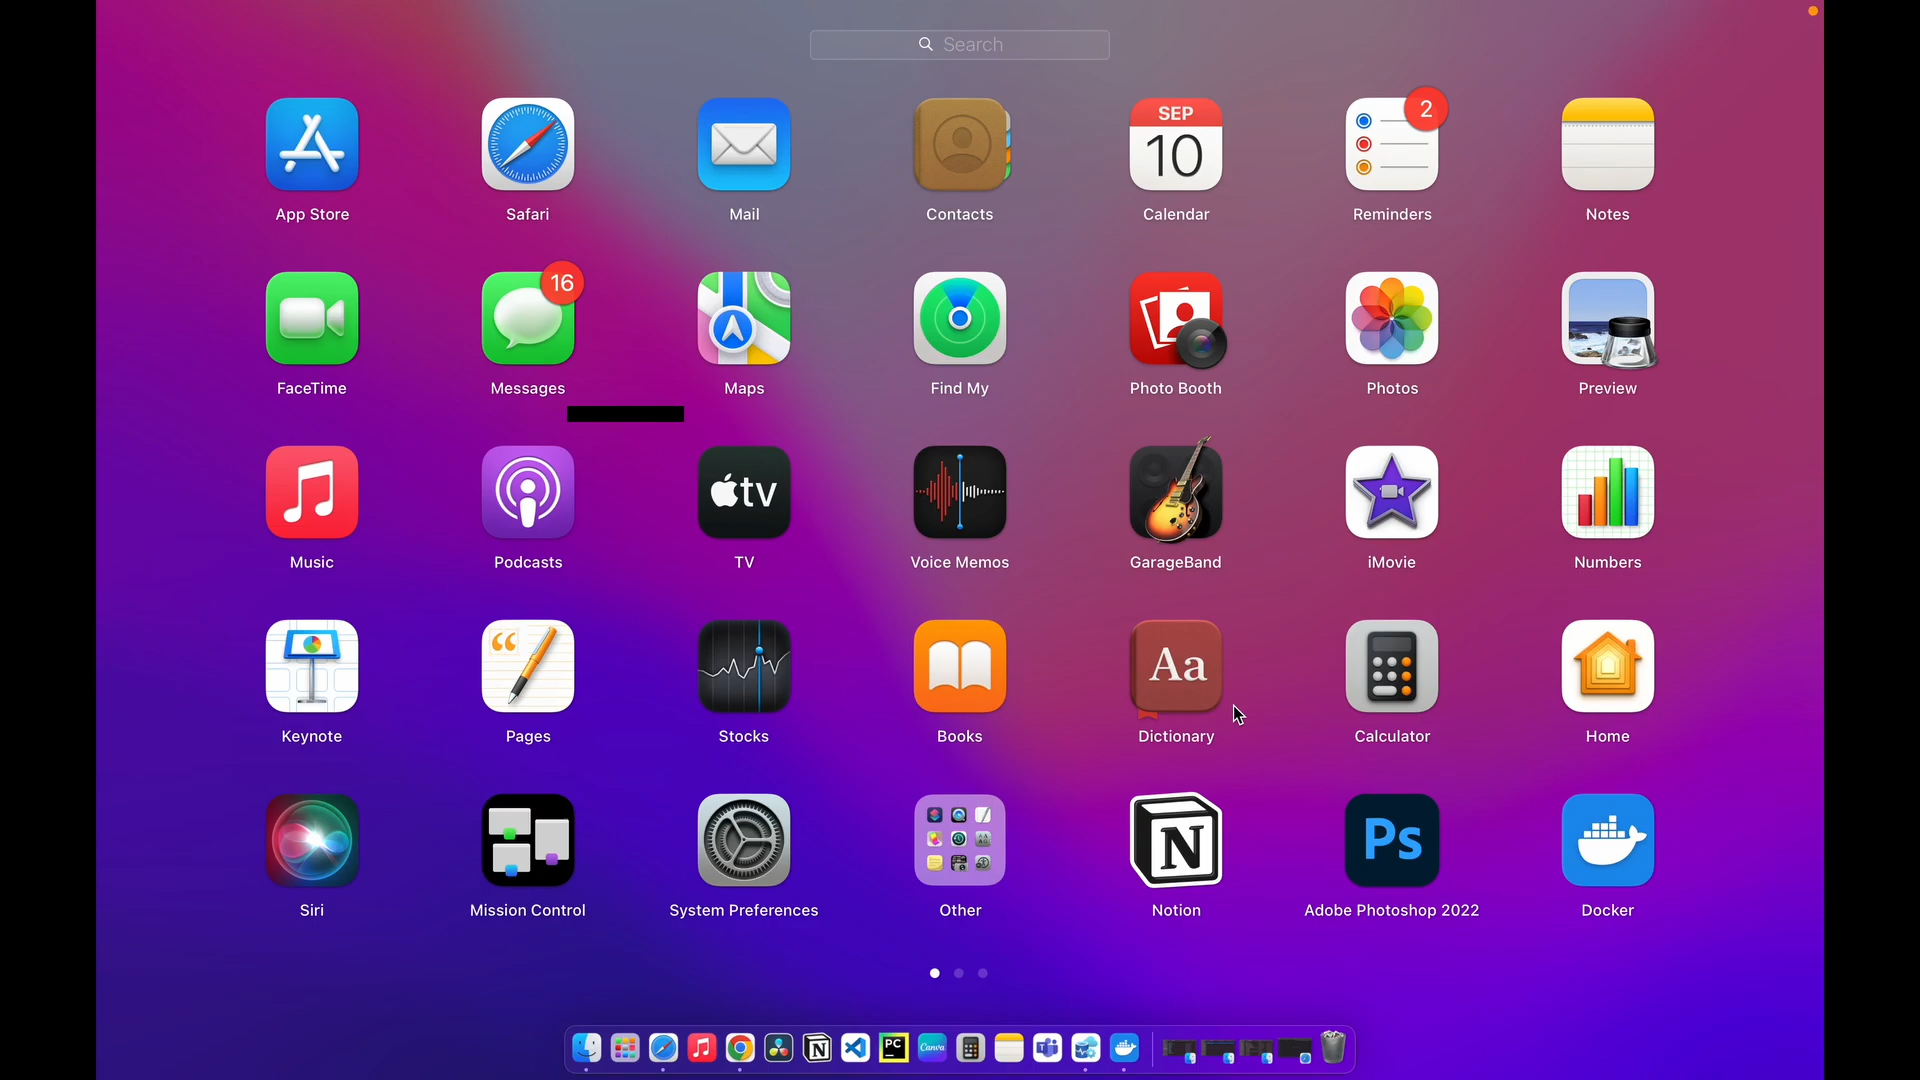 Search
SEP
10
2
App Store
Safari
Mail
Contacts
Calendar
Reminders
Notes
16
FaceTime
Messages
Maps
Find My
Photo Booth
Photos
Preview
tv
Music
Podcasts
TV
Voice Memos
GarageBand
iMovie
Numbers
Aa
Keynote
Pages
Stocks
Books
Dictionary
Calculator
Home
N
Ps
Siri
Mission Control
System Preferences
Other
Notion
Adobe Photoshop 2022
Docker
N
PC
Canva